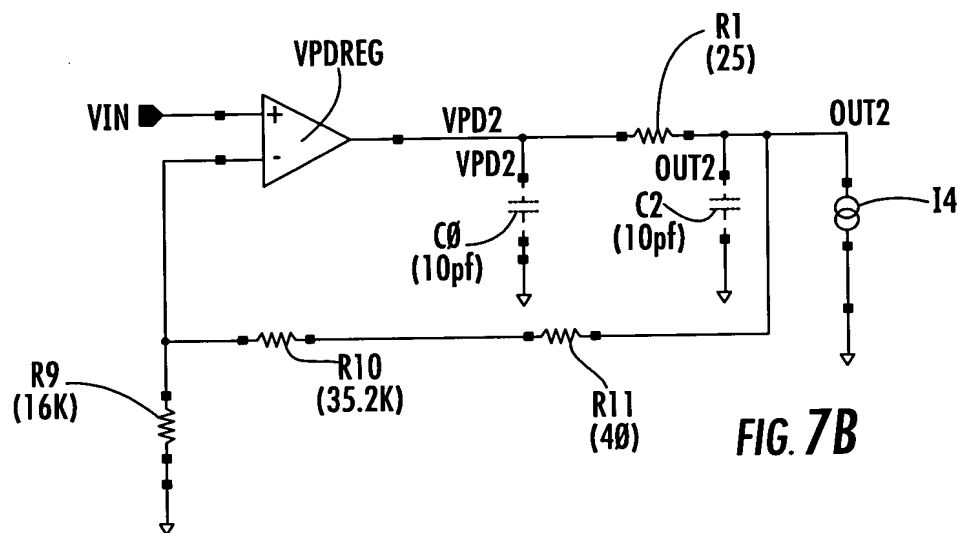 R1
(25)
VPDREG
VIN
+
-
VPD2
VPD2
OUT2
OUT2
CØ
(10pf)
C2
(10pf)
I4
R9
(16K)
R10
(35.2K)
R11
(4Ø)
FIG. 7B